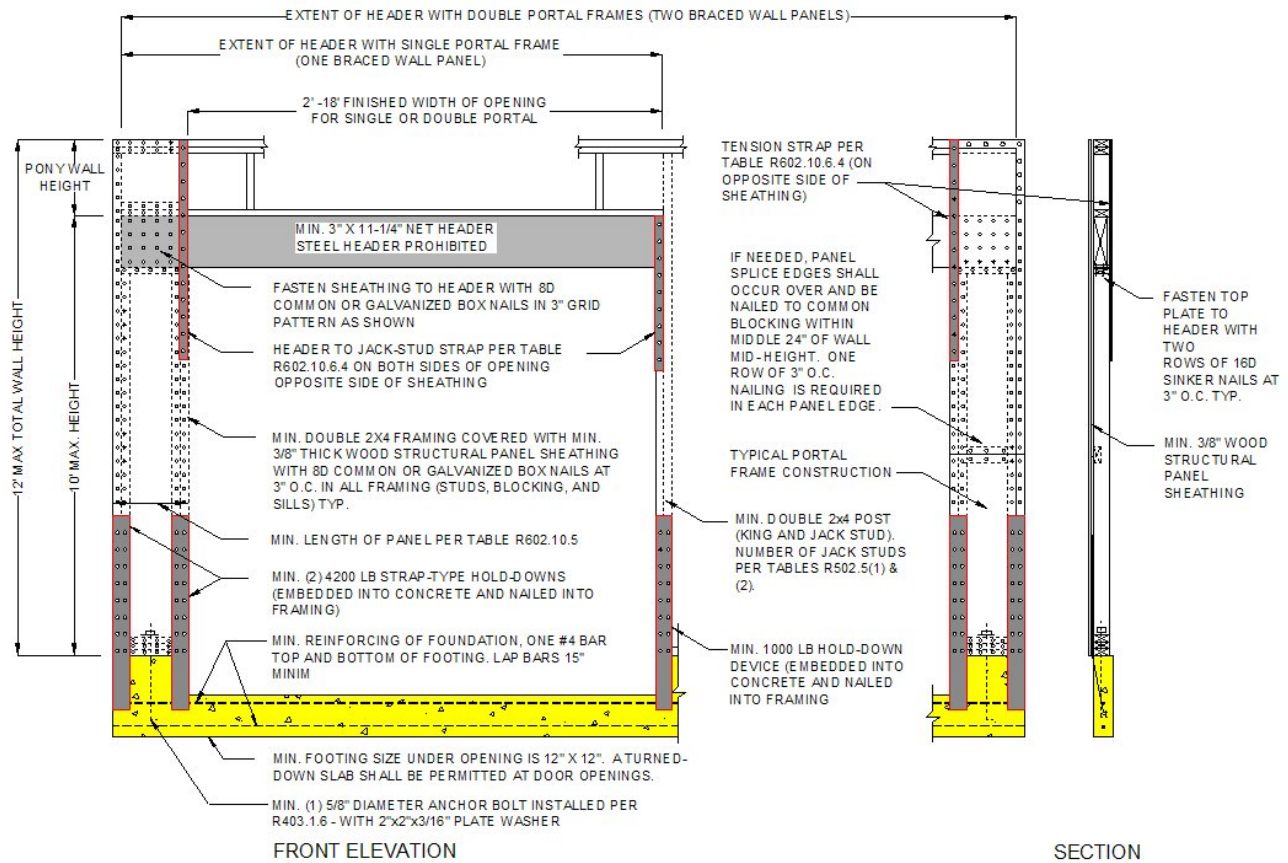 EXTENT OF HEADER WITH DOUBLE PORTAL FRAMES (TWO BRACED WALL PANELS)
EXTENT OF HEADER WITH SINGLE PORTAL FRAME
(ONE BRACED WALL PANEL)
2' -18' FINISHED WIDTH OF OPENING
FOR SINGLE OR DOUBLE PORTAL
PONY WALL
HEIGHT
12' MAX TOTAL WALL HEIGHT
10' MAX. HEIGHT
MIN. 3" X 11-1/4" NET HEADER
STEEL HEADER PROHIBITED
FASTEN SHEATHING TO HEADER WITH 8D
COMMON OR GALVANIZED BOX NAILS IN 3" GRID
PATTERN AS SHOWN
HEADER TO JACK-STUD STRAP PER TABLE
R602.10.6.4 ON BOTH SIDES OF OPENING
OPPOSITE SIDE OF SHEATHING
MIN. DOUBLE 2X4 FRAMING COVERED WITH MIN.
3/8" THICK WOOD STRUCTURAL PANEL SHEATHING
WITH 8D COMMON OR GALVANIZED BOX NAILS AT
3" O.C. IN ALL FRAMING (STUDS, BLOCKING, AND
SILLS) TYP.
MIN. LENGTH OF PANEL PER TABLE R602.10.5
MIN. (2) 4200 LB STRAP-TYPE HOLD-DOWNS
(EMBEDDED INTO CONCRETE AND NAILED INTO
FRAMING)
MIN. REINFORCING OF FOUNDATION, ONE #4 BAR
TOP AND BOTTOM OF FOOTING. LAP BARS 15"
MINIM
MIN. FOOTING SIZE UNDER OPENING IS 12" X 12". A TURNED-
DOWN SLAB SHALL BE PERMITTED AT DOOR OPENINGS.
MIN. (1) 5/8" DIAMETER ANCHOR BOLT INSTALLED PER
R403.1.6 - WITH 2"x2"x3/16" PLATE WASHER
FRONT ELEVATION
TENSION STRAP PER
TABLE R602.10.6.4 (ON
OPPOSITE SIDE OF
SHEATHING)
IF NEEDED, PANEL
SPLICE EDGES SHALL
OCCUR OVER AND BE
NAILED TO COMMON
BLOCKING WITHIN
MIDDLE 24" OF WALL
MID-HEIGHT. ONE
ROW OF 3" O.C.
NAILING IS REQUIRED
IN EACH PANEL EDGE.
TYPICAL PORTAL
FRAME CONSTRUCTION
MIN. DOUBLE 2x4 POST
(KING AND JACK STUD).
NUMBER OF JACK STUDS
PER TABLES R502.5(1) &
(2).
MIN. 1000 LB HOLD-DOWN
DEVICE (EMBEDDED INTO
CONCRETE AND NAILED
INTO FRAMING
FASTEN TOP
PLATE TO
HEADER WITH
TWO
ROWS OF 16D
SINKER NAILS AT
3" O.C. TYP.
MIN. 3/8" WOOD
STRUCTURAL
PANEL
SHEATHING
SECTION